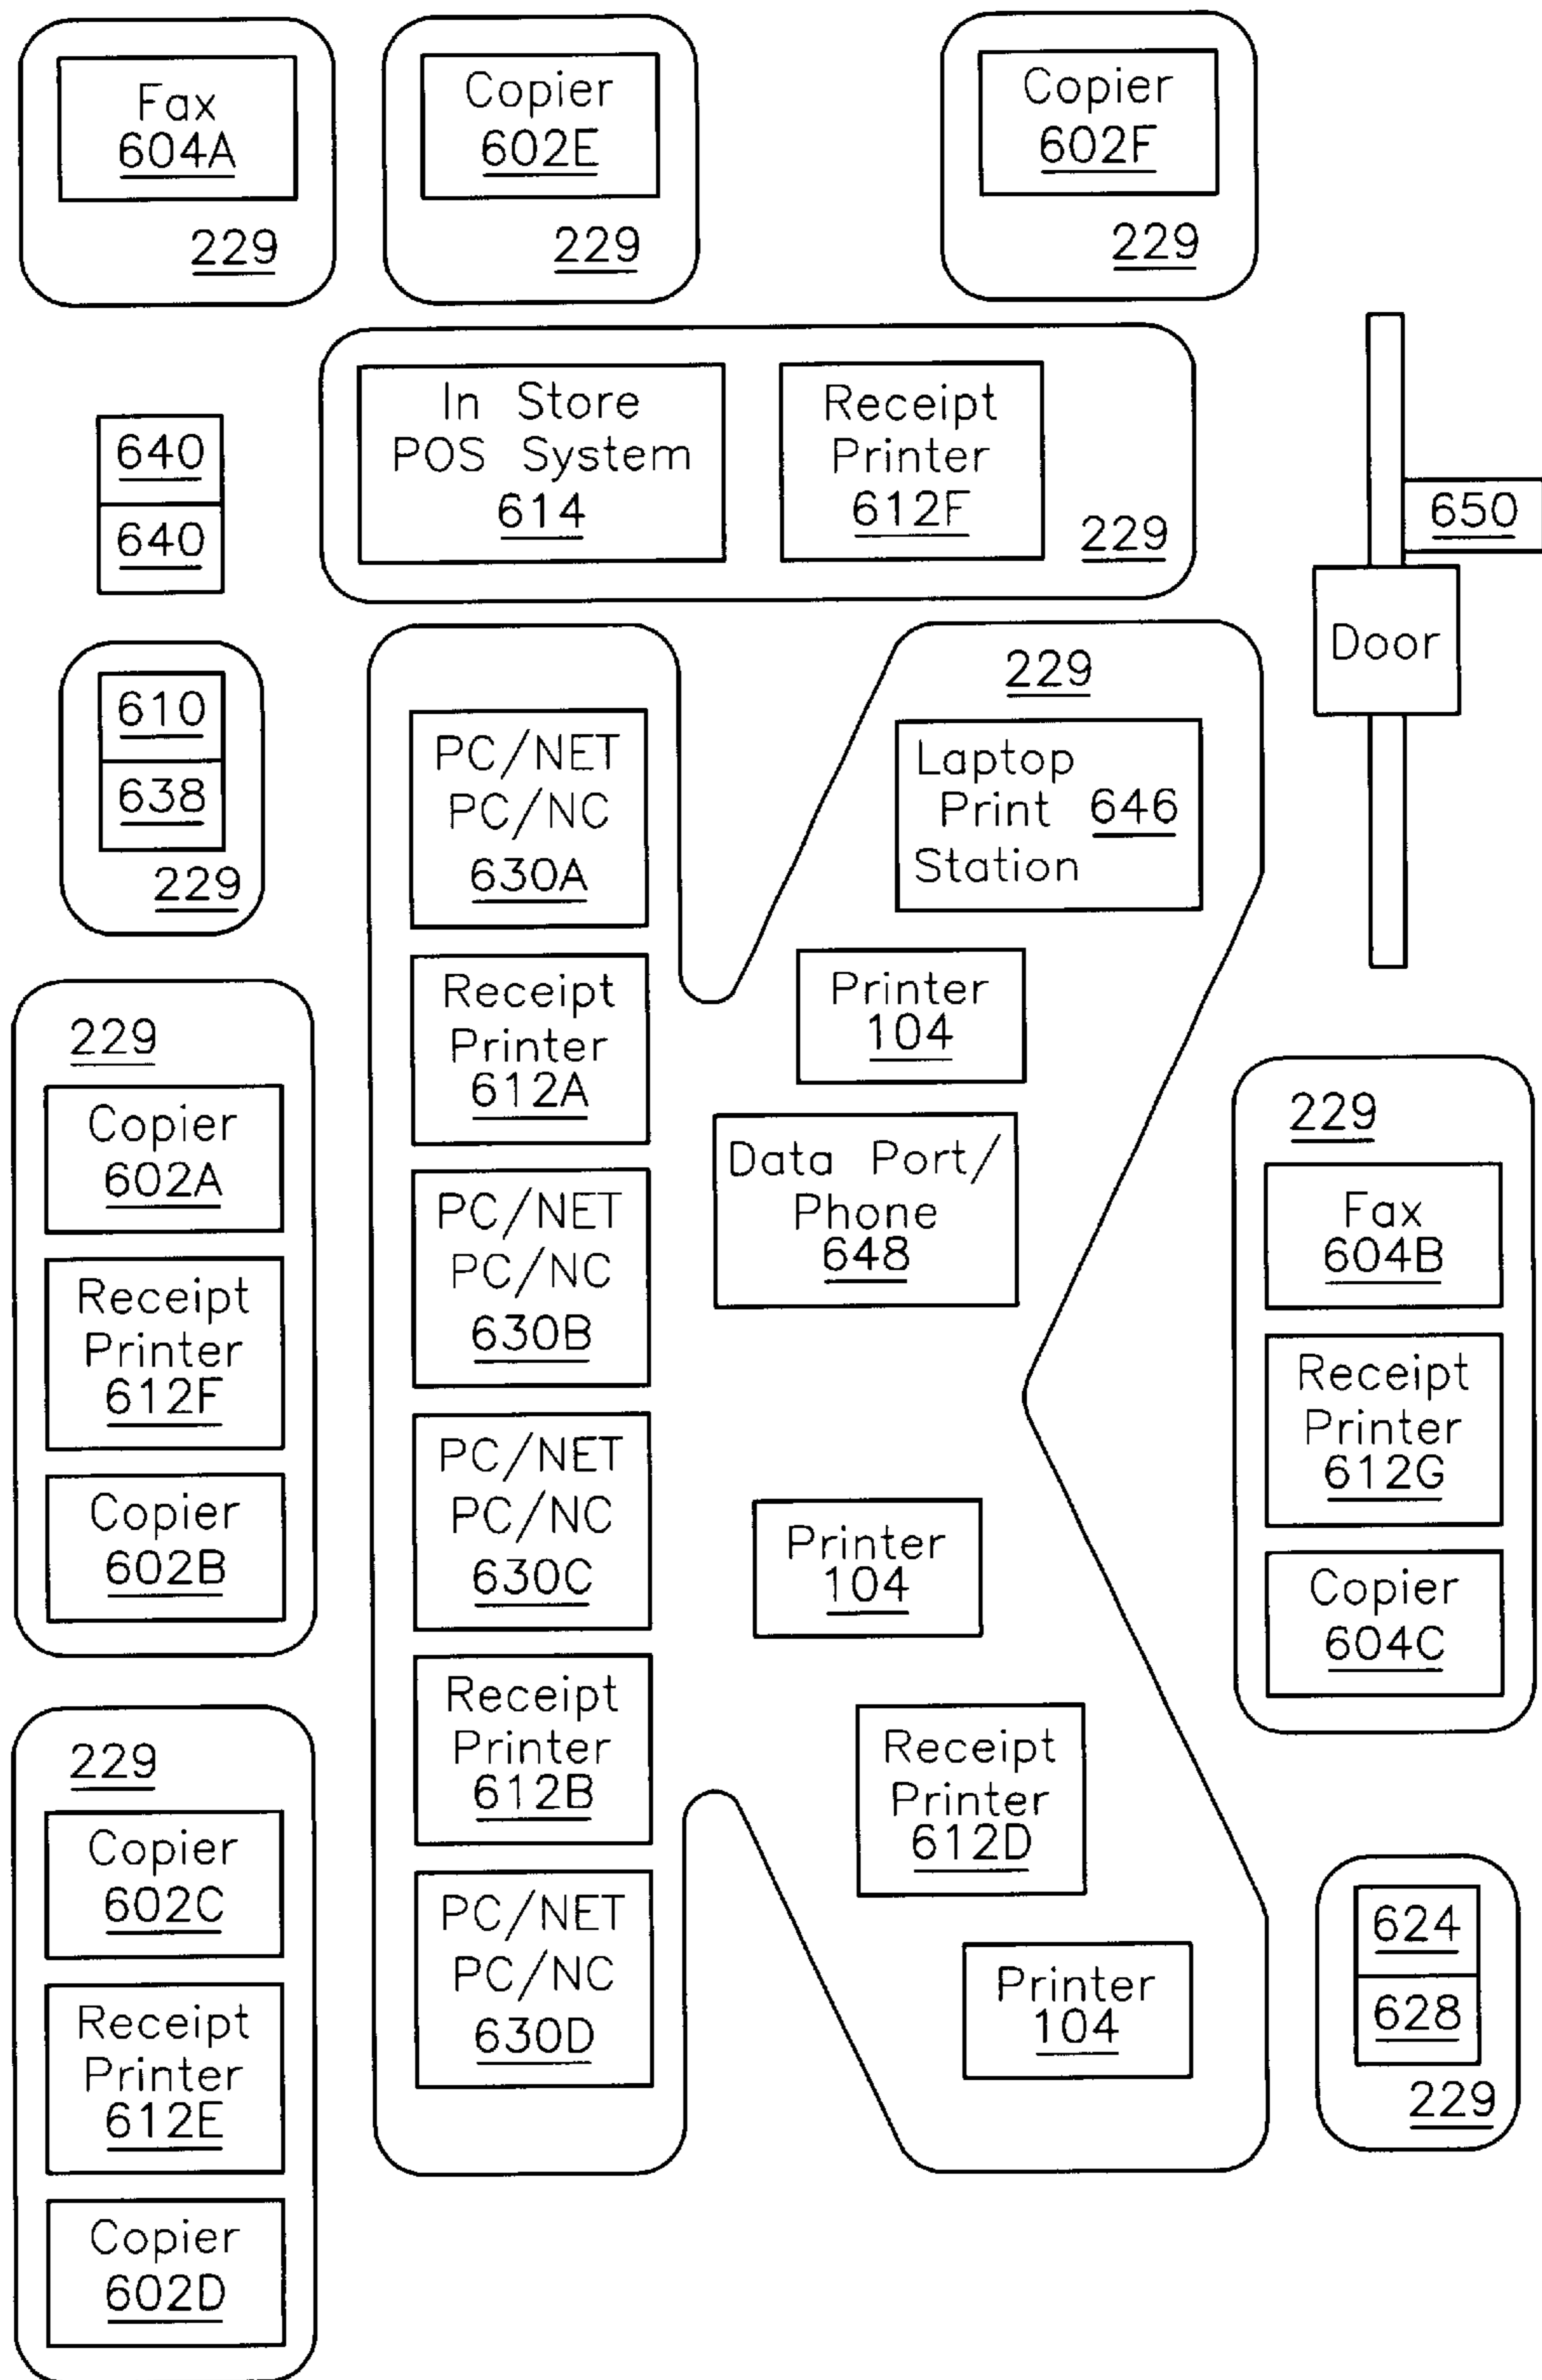 Fax
604A
229
Copier
602E
229
Copier
602F
229
In Store
POS System
614
Receipt
Printer
612F
229
640
640
650
Door
610
638
229
229
Laptop
Print 646
Station
PC/NET
PC/NC
630A
Receipt
Printer
612A
PC/NET
PC/NC
630B
PC/NET
PC/NC
630C
Receipt
Printer
612B
PC/NET
PC/NC
630D
Printer
104
Data Port/
Phone
648
Printer
104
Receipt
Printer
612D
Printer
104
229
Copier
602A
Receipt
Printer
612F
Copier
602B
229
Copier
602C
Receipt
Printer
612E
Copier
602D
229
Fax
604B
Receipt
Printer
612G
Copier
604C
624
628
229